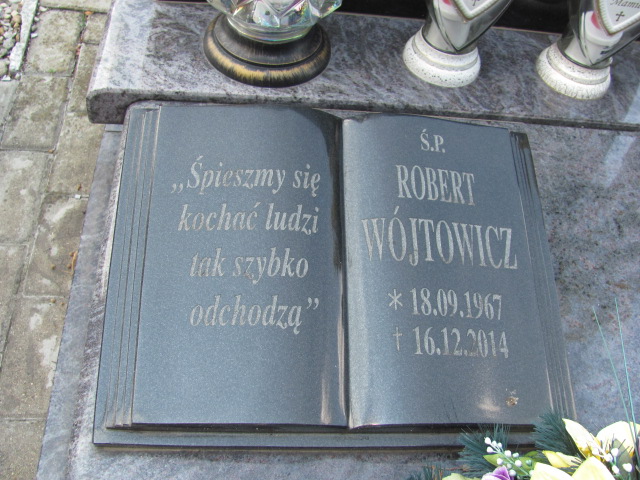 „Śpieszmy się
kochać ludzi
tak szybko
odchodzą”
Ś.P.
ROBERT
WÓJTOWICZ
* 18.09.1967
† 16.12.2014